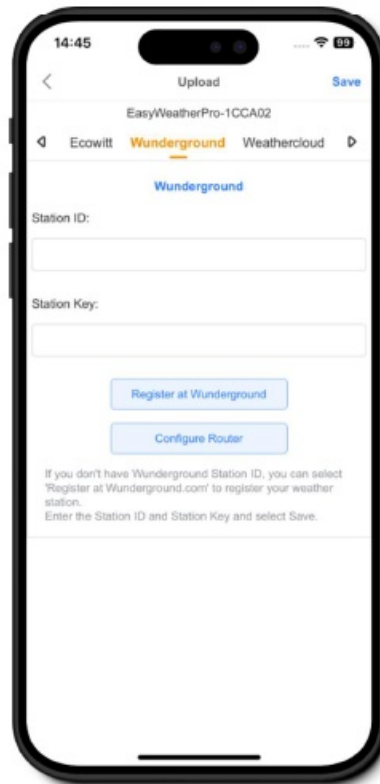 14:45
99
Upload
Save
EasyWeatherPro-1CCA02
Ecowitt
Wunderground
Weathercloud
Wunderground
Station ID:
Station Key:
Register at Wunderground
Configure Router
If you don't have Wunderground Station ID, you can select
'Register at Wunderground.com' to register your weather
station.
Enter the Station ID and Station Key and select Save.